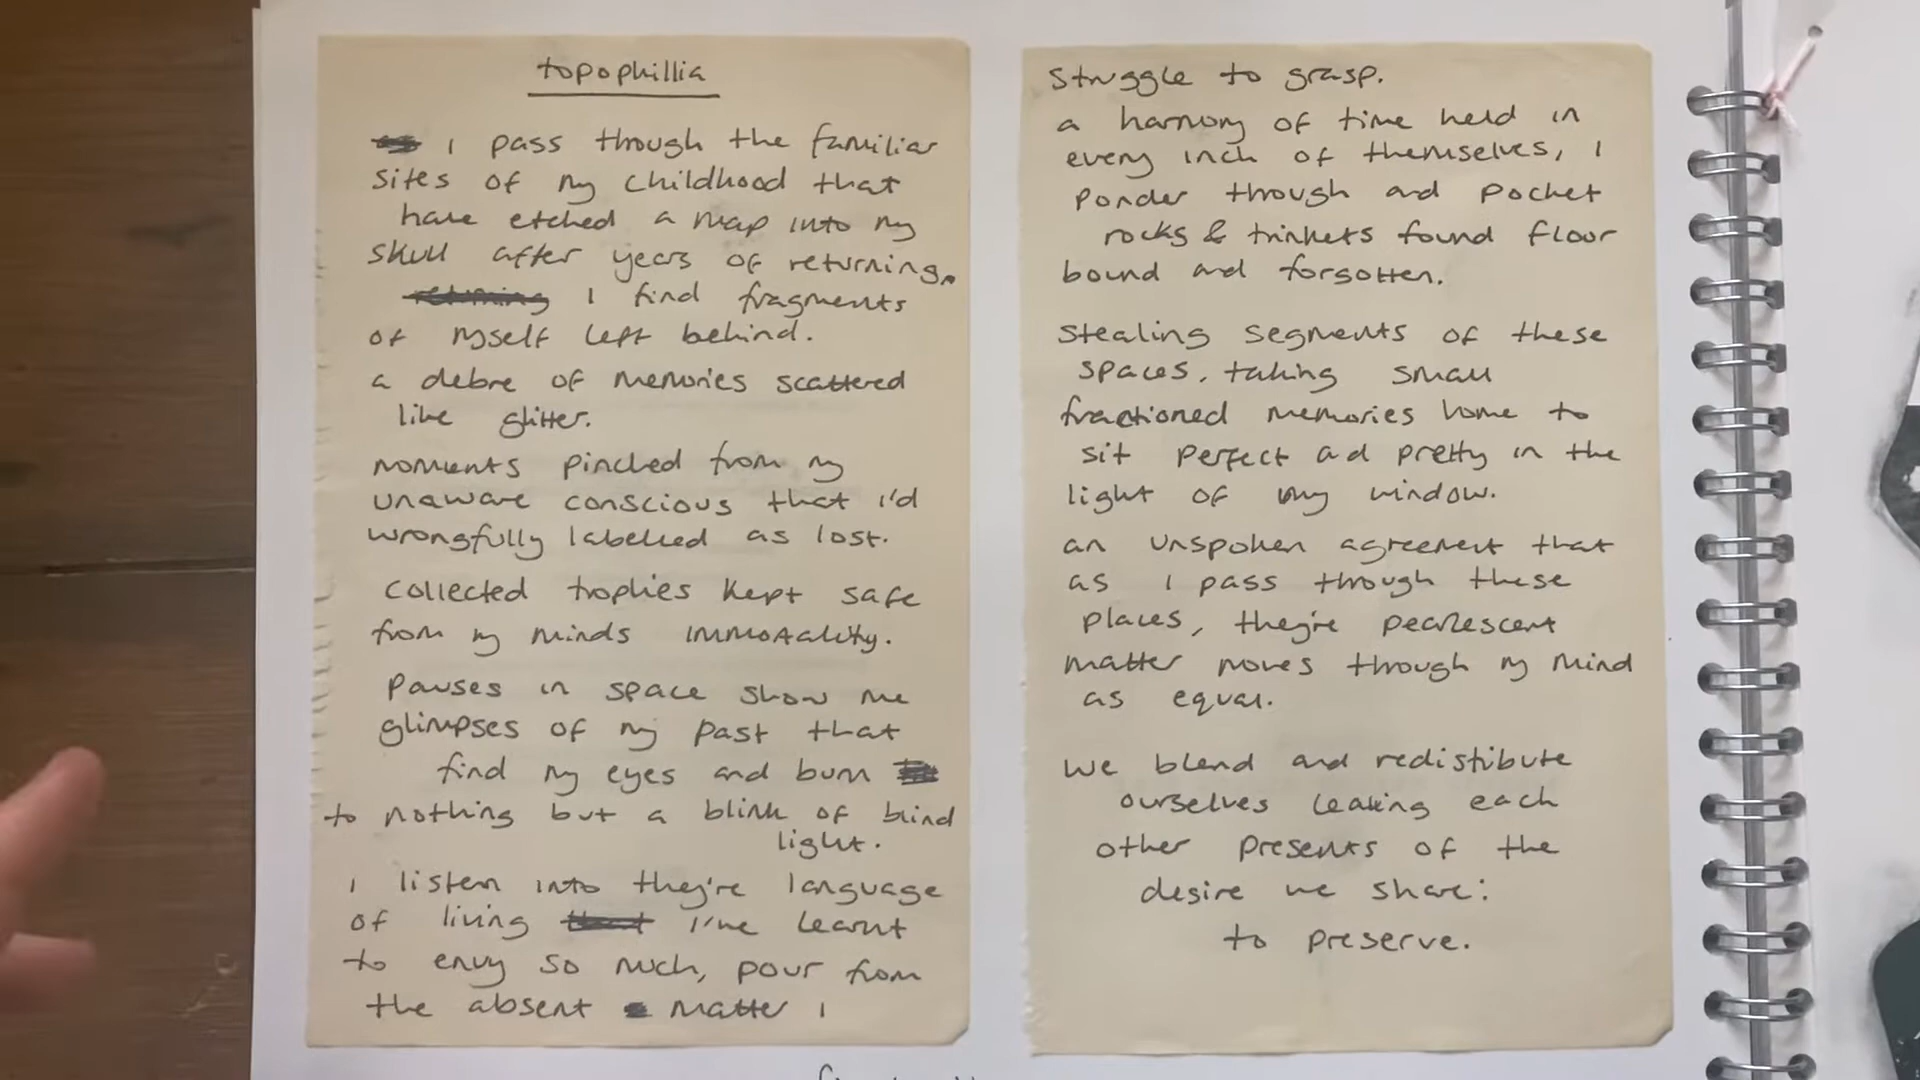 topophillia
I pass through the familiar
sites of my childhood that
have etched a map into my
skull after years of returning.
returning I find fragments
of myself left behind.
a debre of memories scattered
like glitter.
moments pinched from my
unaware conscious that I'd
wrongfully labelled as lost.
collected trophies kept safe
from my minds immortality.
pauses in space show me
glimpses of my past that
find my eyes and burn
to nothing but a blink of blind
light.
I listen into they're language
of living I've learnt
to envy so much, pour from
the absent matter I
struggle to grasp.
a harmony of time held in
every inch of themselves, I
ponder through and pocket
rocks & trinkets found floor
bound and forgotten.
stealing segments of these
spaces, taking small
fractioned memories home to
sit perfect ad pretty in the
light of my window.
an unspoken agreement that
as I pass through these
places, they're pearlescent
matter moves through my mind
as equal.
we blend and redistibute
ourselves leaving each
other presents of the
desire we share:
to preserve.